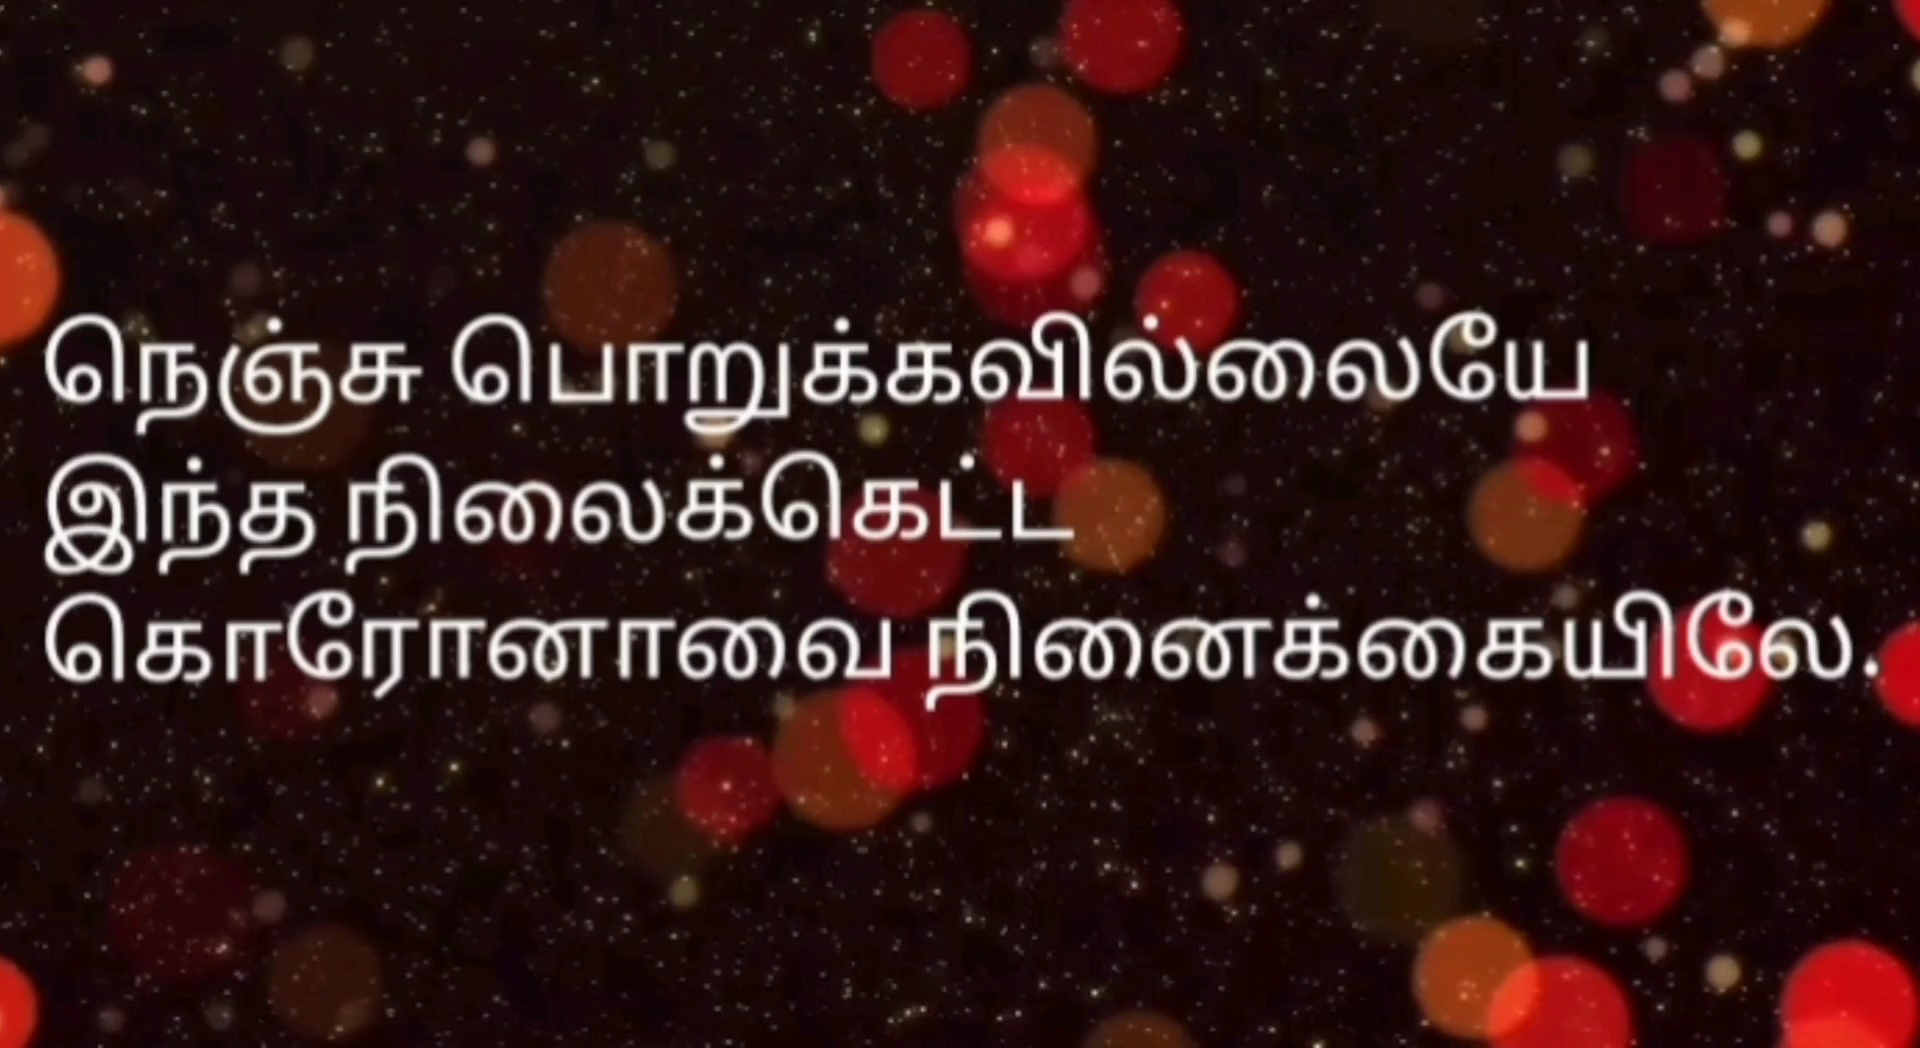 நெஞ்சு பொறுக்கவில்லையே
இந்த நிலைக்கெட்ட
கொரோனாவை நினைக்கையிலே.